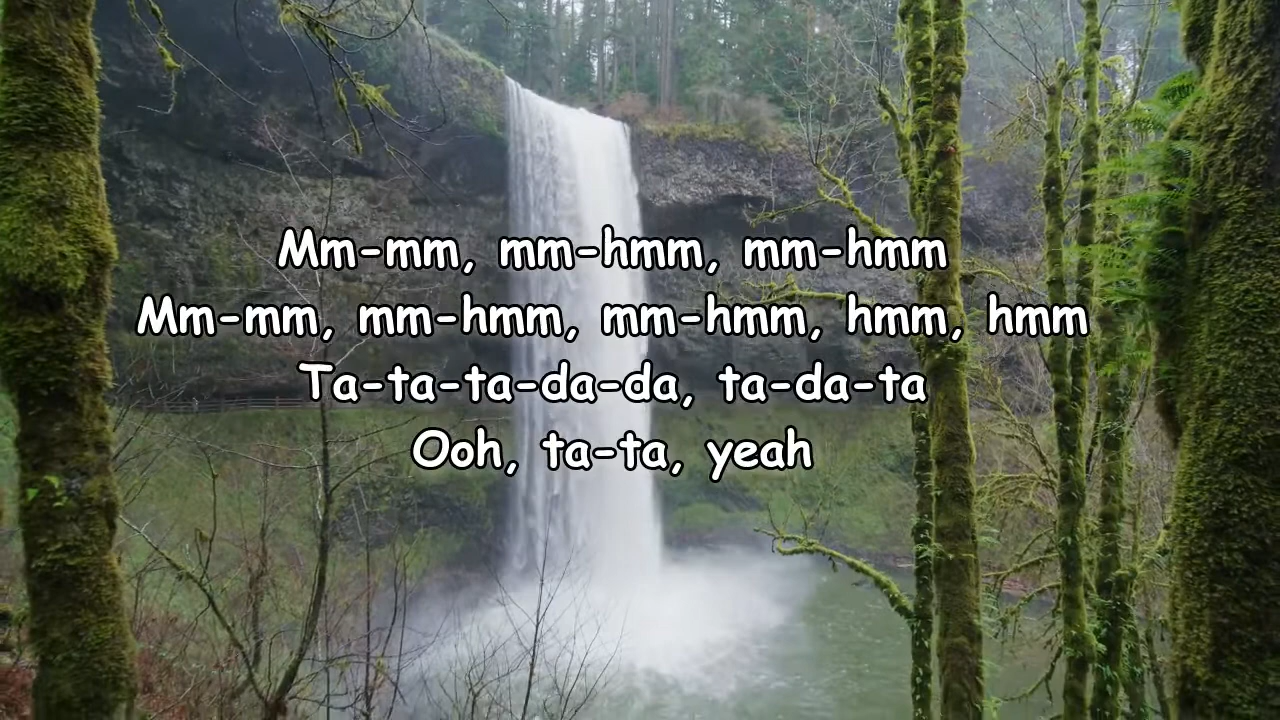 Mm-mm, mm-hmm, mm-hmm
Mm-mm, mm-hmm, mm-hmm, hmm, hmm
Ta-ta-ta-da-da, ta-da-ta
Ooh, ta-ta, yeah